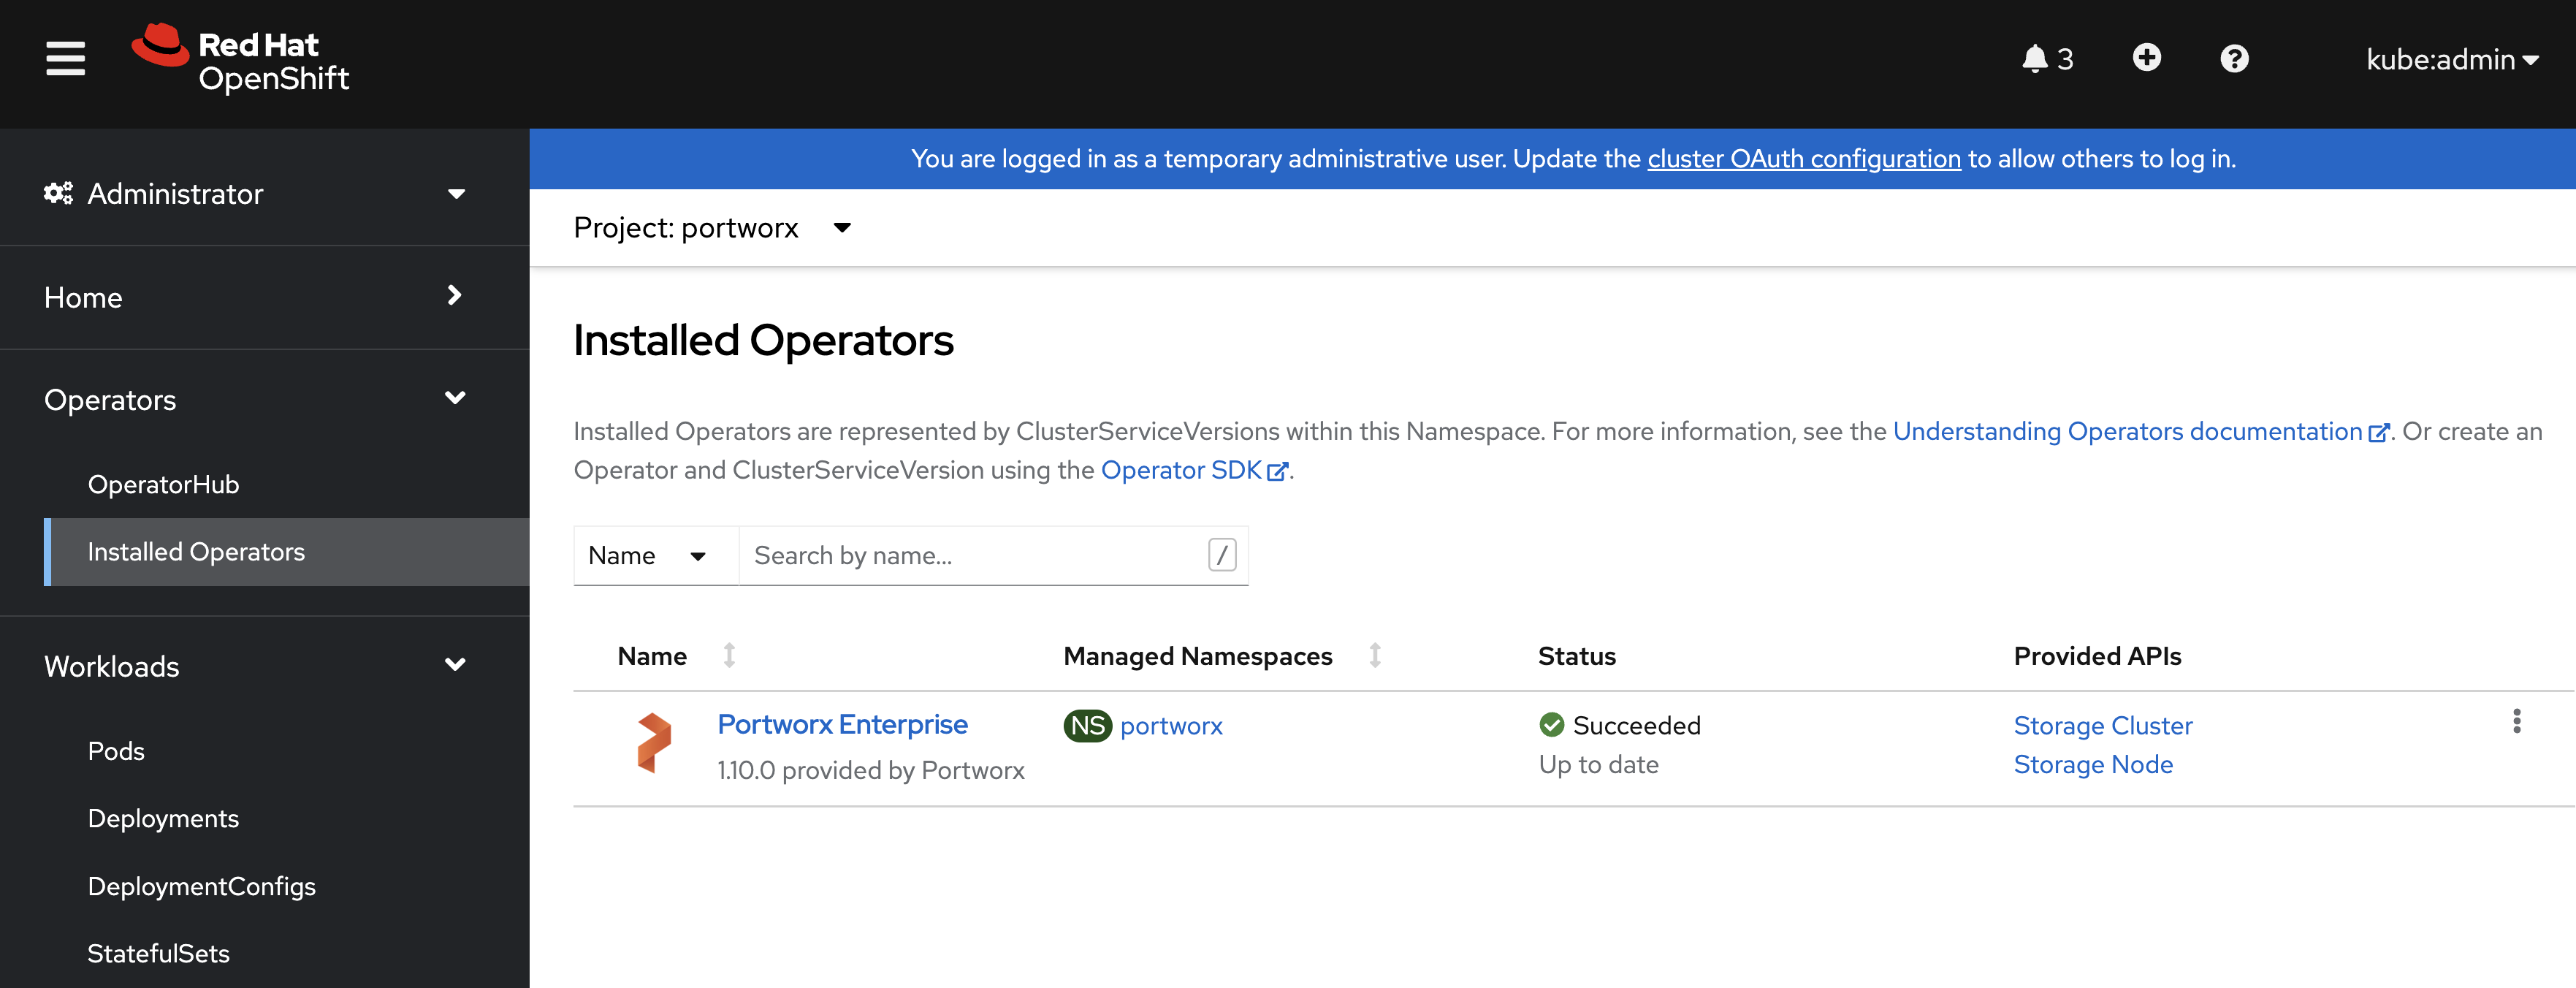 Red Hat
OpenShift
3
kube:admin
You are logged in as a temporary administrative user. Update the cluster OAuth configuration to allow others to log in.
Administrator
Home
Operators
OperatorHub
Installed Operators
Workloads
Pods
Deployments
DeploymentConfigs
StatefulSets
Project: portworx
Installed Operators
Installed Operators are represented by ClusterServiceVersions within this Namespace. For more information, see the Understanding Operators documentation. Or create an
Operator and ClusterServiceVersion using the Operator SDK.
Name Search by name... /
Name Managed Namespaces Status Provided APIs
Portworx Enterprise NS portworx Succeeded Storage Cluster
1.10.0 provided by Portworx Up to date Storage Node